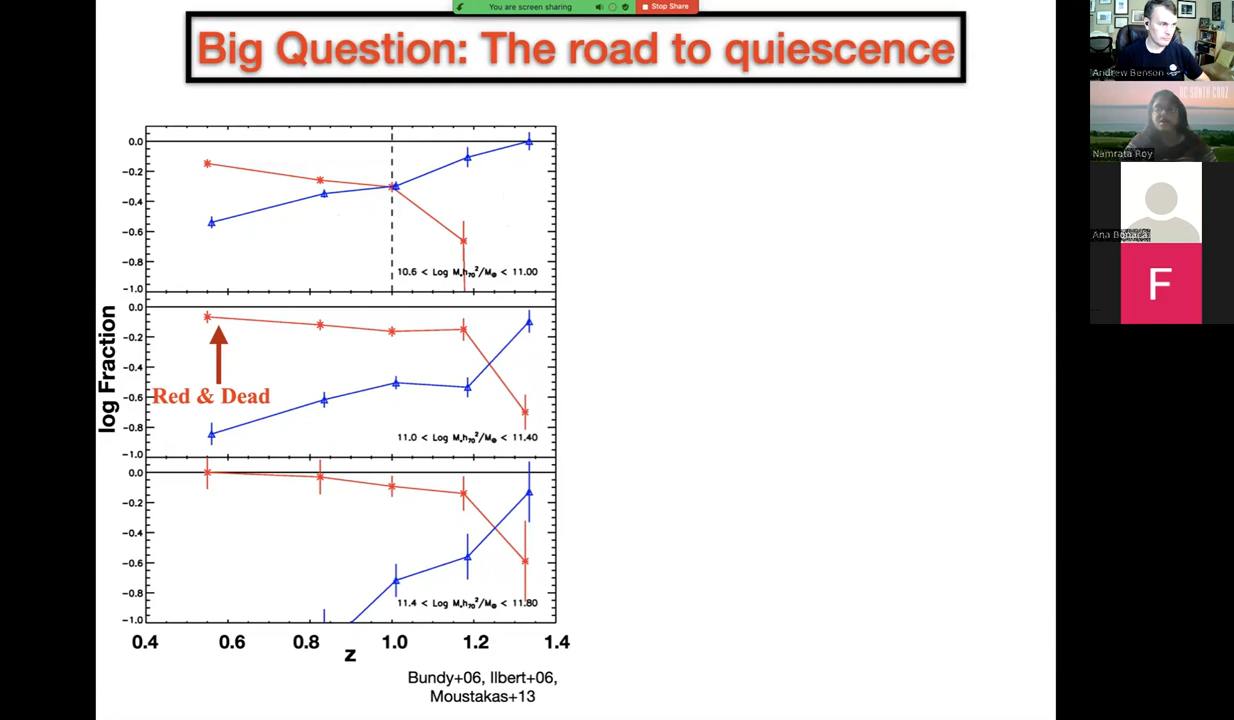 You are screen sharing
Stop Share
Big Question: The road to quiescence
Andrew Benson
Namrata Roy
Ana Bonaca
F
0.0
-0.2
-0.4
-0.6
-0.8
-1.0
10.6 < Log M*h70^2/M⊙ < 11.00
0.0
-0.2
-0.4
-0.6
-0.8
-1.0
Red & Dead
11.0 < Log M*h70^2/M⊙ < 11.40
0.0
-0.2
-0.4
-0.6
-0.8
-1.0
11.4 < Log M*h70^2/M⊙ < 11.80
log Fraction
0.4 0.6 0.8 1.0 1.2 1.4
z
Bundy+06, Ilbert+06,
Moustakas+13